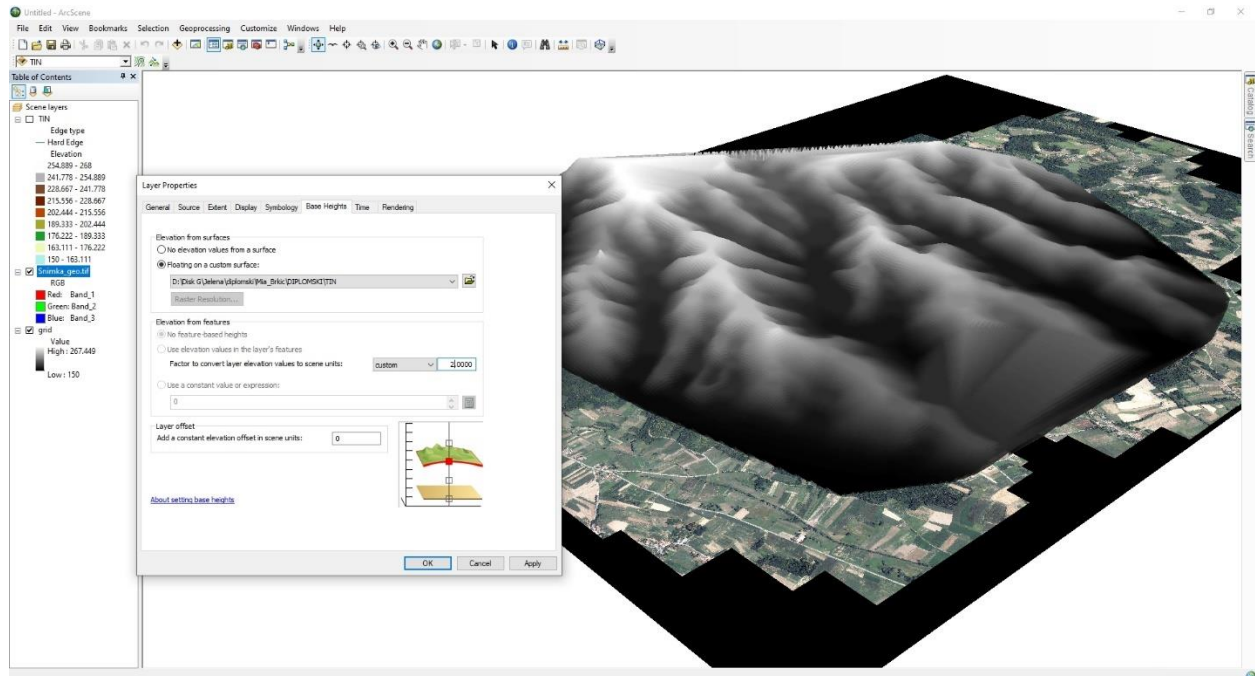 Untitled - ArcScene
File Edit View Bookmarks Selection Geoprocessing Customize Windows Help
TIN
Table of Contents
Scene layers
TIN
Edge type
Hard Edge
Elevation
254.889 - 268
241.778 - 254.889
228.667 - 241.778
215.556 - 228.667
202.444 - 215.556
189.333 - 202.444
176.222 - 189.333
163.111 - 176.222
150 - 163.111
Snimka_geo.tif
RGB
Red: Band_1
Green: Band_2
Blue: Band_3
grid
Value
High : 267.449
Low : 150
Layer Properties
General Source Extent Display Symbology Base Heights Time Rendering
Elevation from surfaces
No elevation values from a surface
Floating on a custom surface:
D:\Disk G\Jelena\diplomski\Mia_Brkic\DIPLOMSKI\TIN
Raster Resolution...
Elevation from features
No feature-based heights
Use elevation values in the layer's features
Factor to convert layer elevation values to scene units: custom 2.0000
Use a constant value or expression:
0
Layer offset
Add a constant elevation offset in scene units: 0
About setting base heights
OK Cancel Apply
Catalog
Search